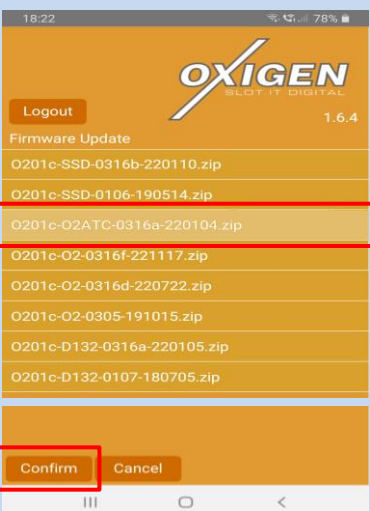 18:22 78%
OXIGEN
SLOT IT DIGITAL
Logout
1.6.4
Firmware Update
O201c-SSD-0316b-220110.zip
O201c-SSD-0106-190514.zip
O201c-O2ATC-0316a-220104.zip
O201c-O2-0316f-221117.zip
O201c-O2-0316d-220722.zip
O201c-O2-0305-191015.zip
O201c-D132-0316a-220105.zip
O201c-D132-0107-180705.zip
Confirm Cancel